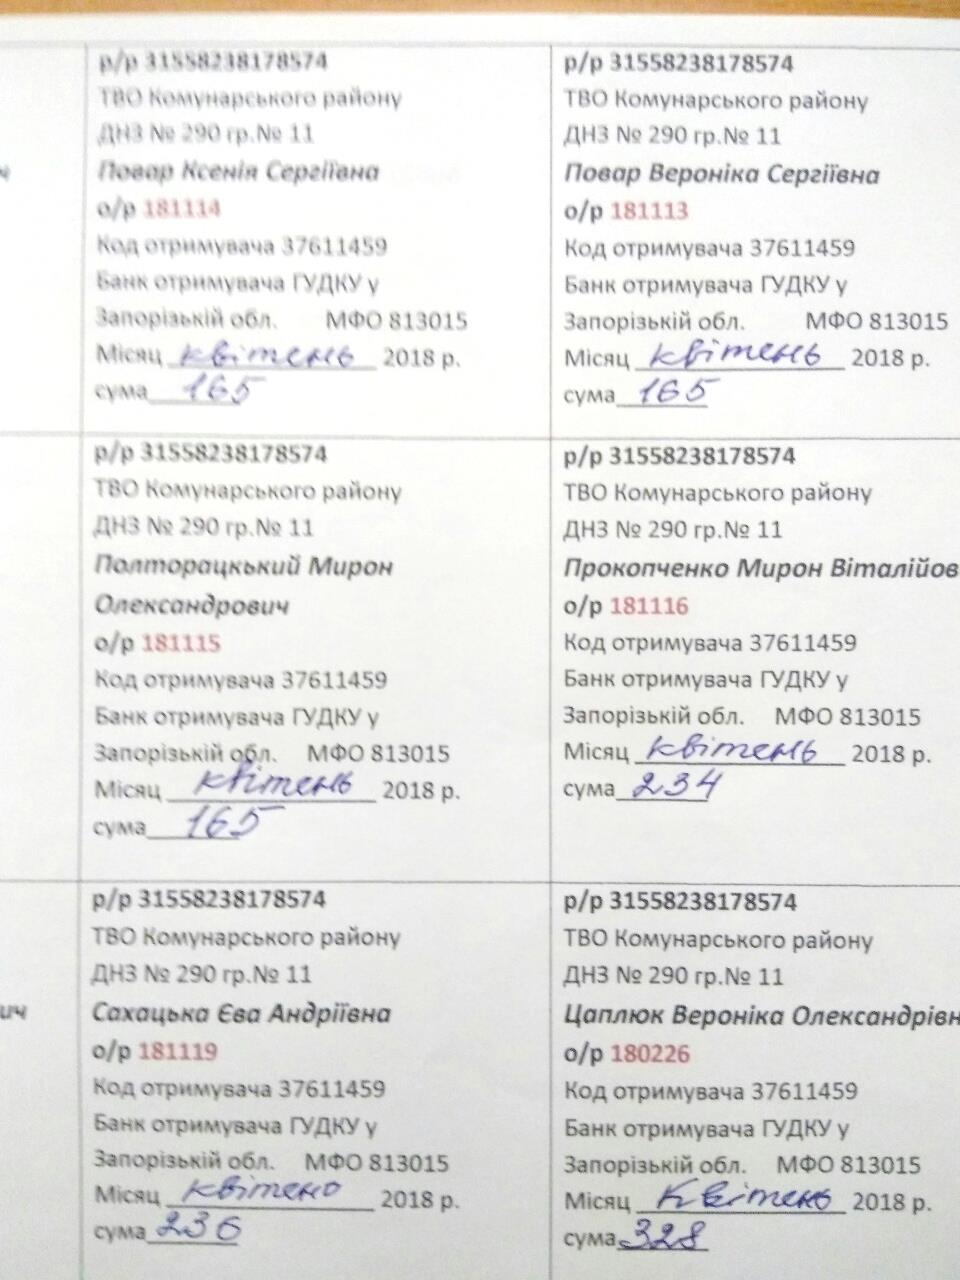 р/р 31558238178574
ТВО Комунарського району
ДНЗ № 290 гр.№ 11
Повар Ксенія Сергіївна
о/р 181114
Код отримувача 37611459
Банк отримувача ГУДКУ у
Запорізькій обл. МФО 813015
Місяц квітень 2018 р.
сума 165
р/р 31558238178574
ТВО Комунарського району
ДНЗ № 290 гр.№ 11
Повар Вероніка Сергіївна
о/р 181113
Код отримувача 37611459
Банк отримувача ГУДКУ у
Запорізькій обл. МФО 813015
Місяц квітень 2018 р.
сума 165
р/р 31558238178574
ТВО Комунарського району
ДНЗ № 290 гр.№ 11
Полторацкький Мирон
Олександрович
о/р 181115
Код отримувача 37611459
Банк отримувача ГУДКУ у
Запорізькій обл. МФО 813015
Місяц квітень 2018 р.
сума 165
р/р 31558238178574
ТВО Комунарського району
ДНЗ № 290 гр.№ 11
Прокопченко Мирон Віталійов
о/р 181116
Код отримувача 37611459
Банк отримувача ГУДКУ у
Запорізькій обл. МФО 813015
Місяц квітень 2018 р.
сума 234
ич
р/р 31558238178574
ТВО Комунарського району
ДНЗ № 290 гр.№ 11
Сахацька Єва Андріївна
о/р 181119
Код отримувача 37611459
Банк отримувача ГУДКУ у
Запорізькій обл. МФО 813015
Місяц квітень 2018 р.
сума 236
р/р 31558238178574
ТВО Комунарського району
ДНЗ № 290 гр.№ 11
Цаплюк Вероніка Олександрівн
о/р 180226
Код отримувача 37611459
Банк отримувача ГУДКУ у
Запорізькій обл. МФО 813015
Місяц Квітень 2018 р.
сума 328